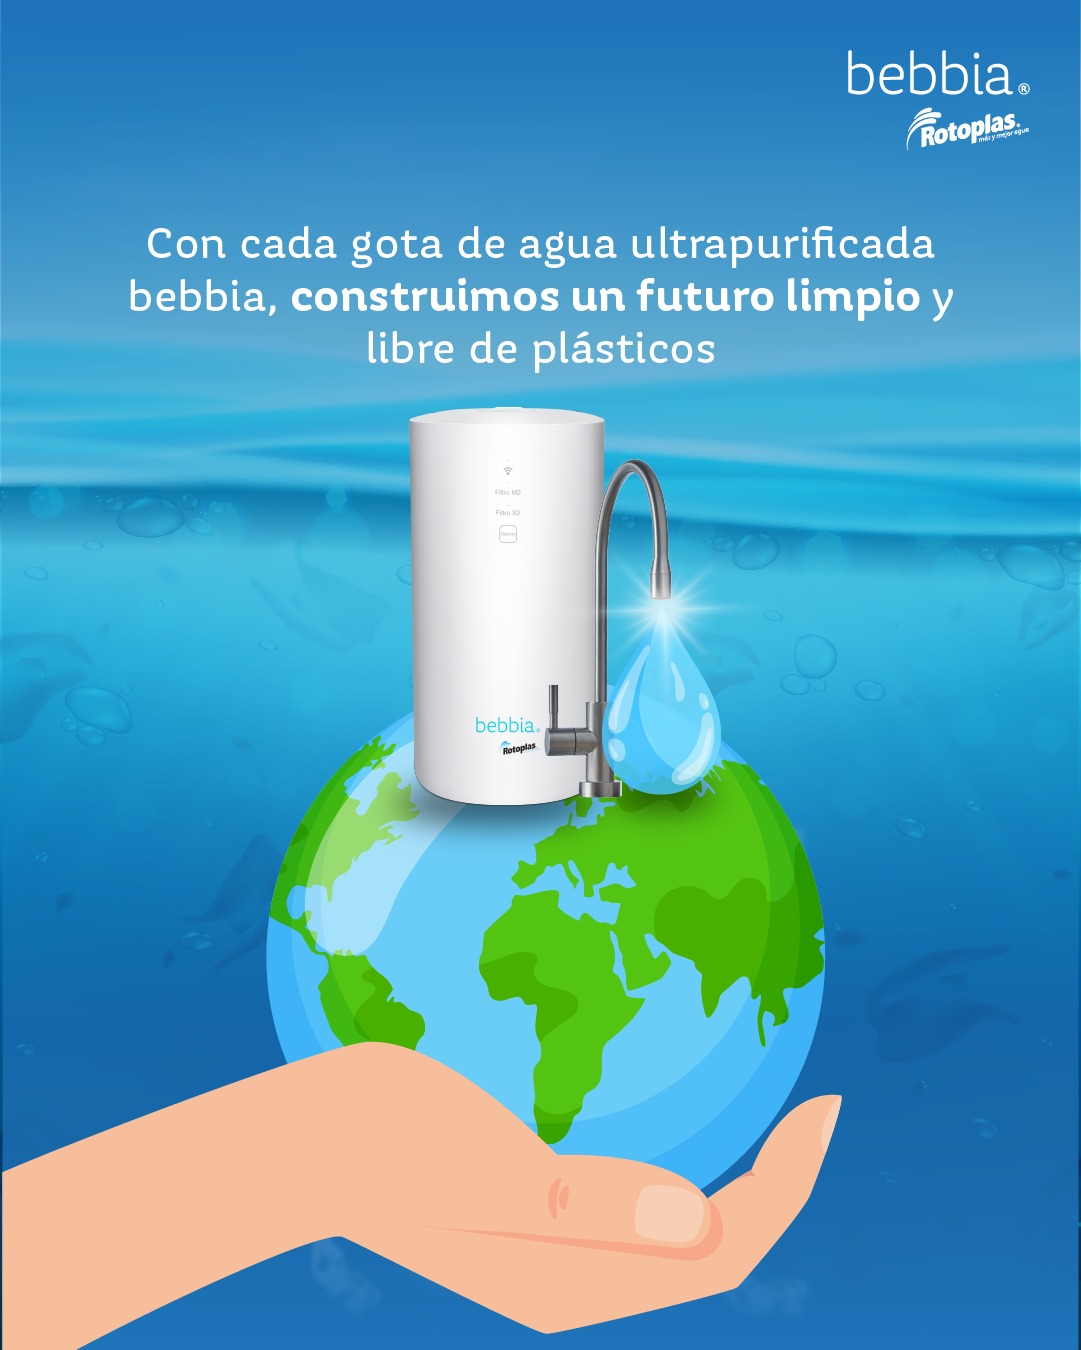 bebbia®
Rotoplas®
más y mejor agua
Con cada gota de agua ultrapurificada
bebbia, construimos un futuro limpio y
libre de plásticos
Filtro M2
Filtro S2
bebbia®
Rotoplas